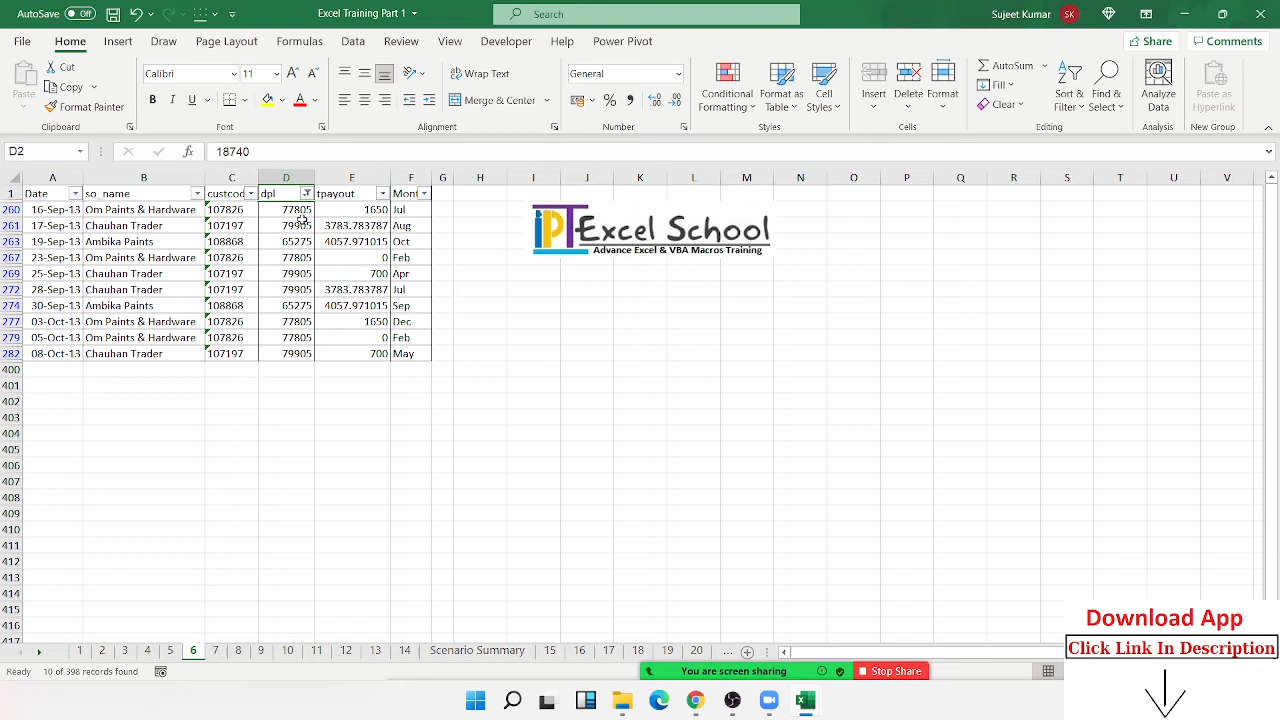 AutoSave Off Excel Training Part 1 Search Sujeet Kumar SK
File Home Insert Draw Page Layout Formulas Data Review View Developer Help Power Pivot Share Comments
Paste Cut Copy Format Painter Calibri 11 Wrap Text Merge & Center General Conditional Formatting Format as Table Cell Styles Insert Delete Format AutoSum Fill Clear Sort & Filter Find & Select Analyze Data Paste as Hyperlink
Clipboard Font Alignment Number Styles Cells Editing Analysis New Group
D2 fx 18740
A B C D E F G H I J K L M N O P Q R S T U V
1 Date so_name custcod dpl tpayout Mont
260 16-Sep-13 Om Paints & Hardware 107826 77805 1650 Jul
261 17-Sep-13 Chauhan Trader 107197 79905 3783.783787 Aug
263 19-Sep-13 Ambika Paints 108868 65275 4057.971015 Oct
267 23-Sep-13 Om Paints & Hardware 107826 77805 0 Feb
269 25-Sep-13 Chauhan Trader 107197 79905 700 Apr
272 28-Sep-13 Chauhan Trader 107197 79905 3783.783787 Jul
274 30-Sep-13 Ambika Paints 108868 65275 4057.971015 Sep
277 03-Oct-13 Om Paints & Hardware 107826 77805 1650 Dec
279 05-Oct-13 Om Paints & Hardware 107826 77805 0 Feb
282 08-Oct-13 Chauhan Trader 107197 79905 700 May
iPT Excel School
Advance Excel & VBA Macros Training
400
401
402
403
404
405
406
407
408
409
410
411
412
413
414
415
416
417
Download App
Click Link In Description
1 2 3 4 5 6 7 8 9 10 11 12 13 14 Scenario Summary 15 16 17 18 19 20 ...
Ready 10 of 398 records found You are screen sharing Stop Share